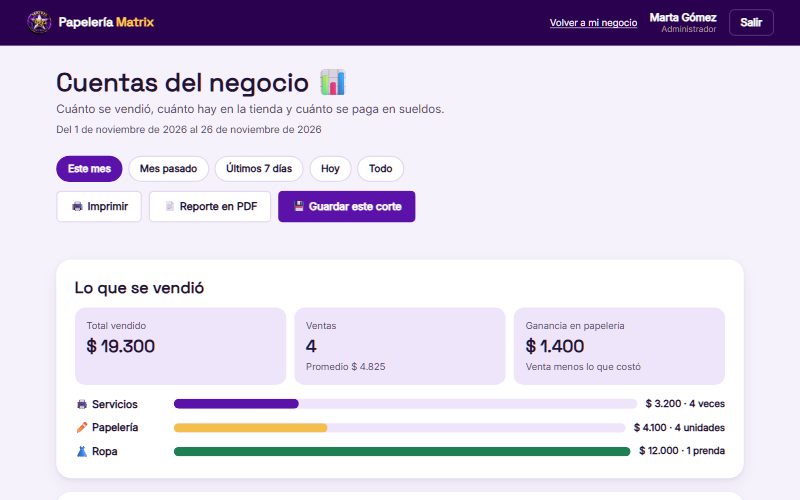 Papelería Matrix
Volver a mi negocio
Marta Gómez
Administrador
Salir
Cuentas del negocio
Cuánto se vendió, cuánto hay en la tienda y cuánto se paga en sueldos.
Del 1 de noviembre de 2026 al 26 de noviembre de 2026
Este mes
Mes pasado
Últimos 7 días
Hoy
Todo
Imprimir
Reporte en PDF
Guardar este corte
Lo que se vendió
Total vendido
$ 19.300
Ventas
4
Promedio $ 4.825
Ganancia en papelería
$ 1.400
Venta menos lo que costó
Servicios
$ 3.200 · 4 veces
Papelería
$ 4.100 · 4 unidades
Ropa
$ 12.000 · 1 prenda